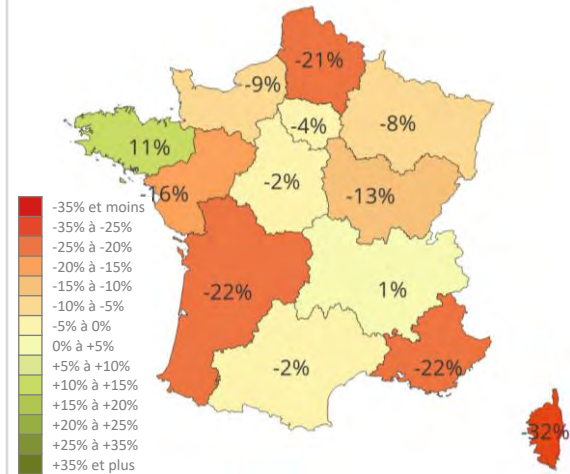 -21%
-9%
-4%
-8%
11%
-2%
-16%
-13%
-22%
1%
-2%
-22%
-32%
-35% et moins
-35% à -25%
-25% à -20%
-20% à -15%
-15% à -10%
-10% à -5%
-5% à 0%
0% à +5%
+5% à +10%
+10% à +15%
+15% à +20%
+20% à +25%
+25% à +35%
+35% et plus